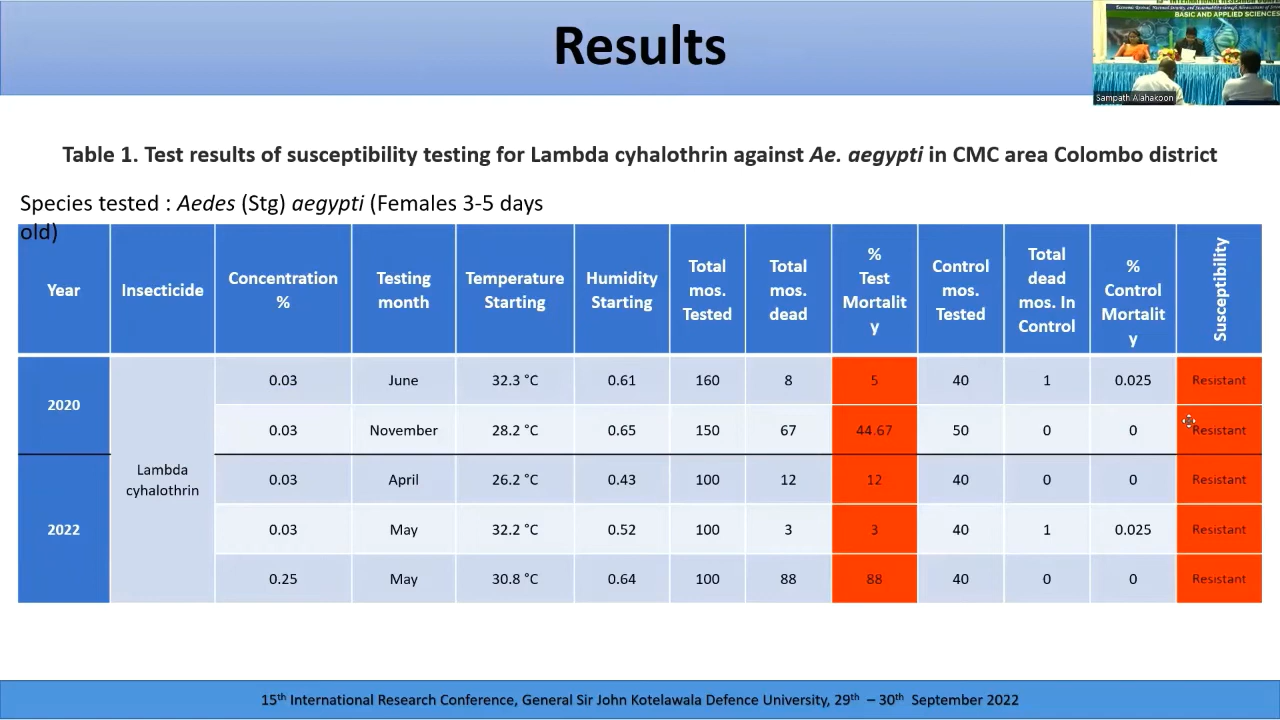 Results
BASIC AND APPLIED SCIENCES
Sampath Alahakoon
Table 1. Test results of susceptibility testing for Lambda cyhalothrin against Ae. aegypti in CMC area Colombo district
Species tested : Aedes (Stg) aegypti (Females 3-5 days
old)
Year Insecticide Concentration % Testing month Temperature Starting Humidity Starting Total mos. Tested Total mos. dead % Test Mortalit y Control mos. Tested Total dead mos. In Control % Control Mortalit y Susceptibility
2020 Lambda cyhalothrin 0.03 June 32.3 °C 0.61 160 8 5 40 1 0.025 Resistant
0.03 November 28.2 °C 0.65 150 67 44.67 50 0 0 Resistant
2022 0.03 April 26.2 °C 0.43 100 12 12 40 0 0 Resistant
0.03 May 32.2 °C 0.52 100 3 3 40 1 0.025 Resistant
0.25 May 30.8 °C 0.64 100 88 88 40 0 0 Resistant
15th International Research Conference, General Sir John Kotelawala Defence University, 29th – 30th September 2022